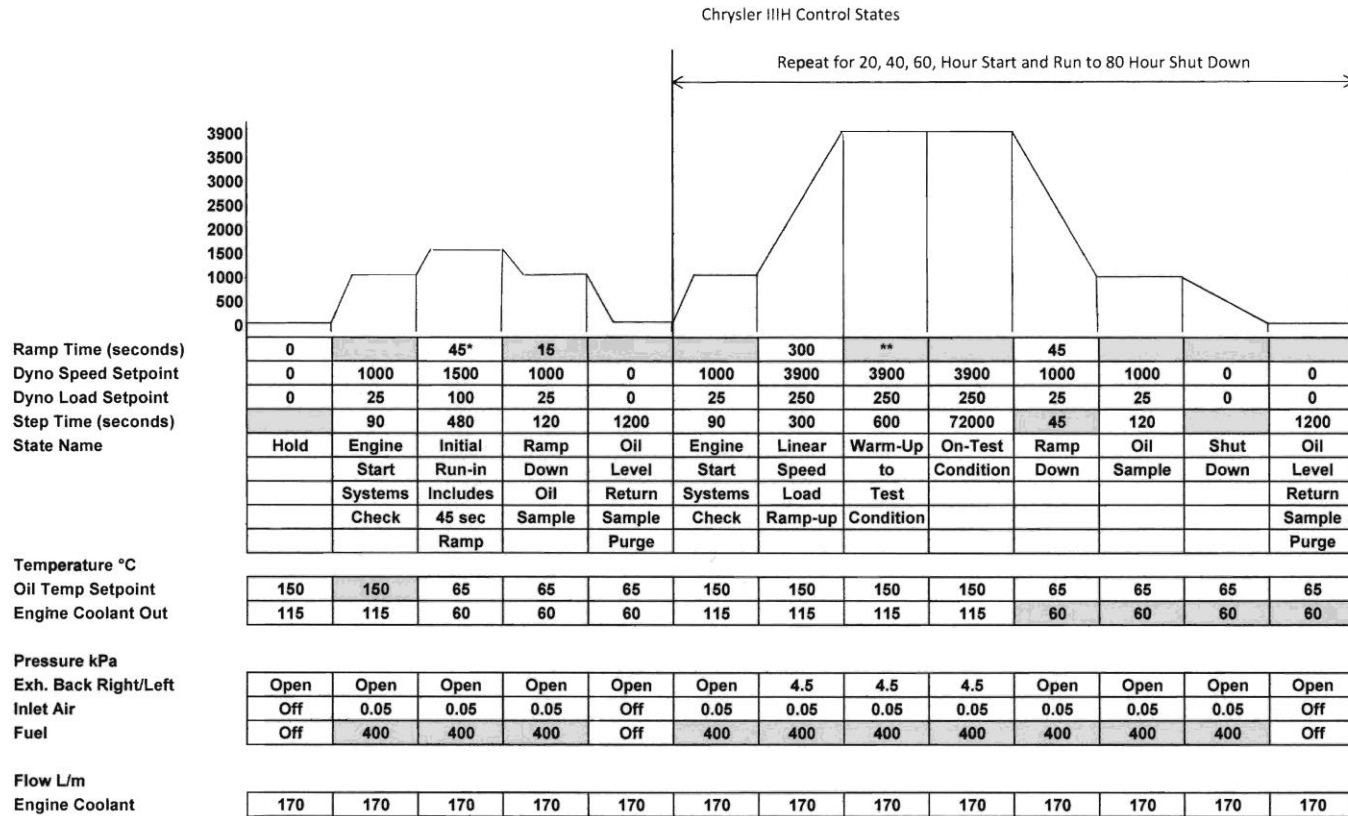 Chrysler IIIH Control States
Repeat for 20, 40, 60, Hour Start and Run to 80 Hour Shut Down
3900
3500
3000
2500
2000
1500
1000
500
0
Ramp Time (seconds) 0 45* 15 300 ** 45
Dyno Speed Setpoint 0 1000 1500 1000 0 1000 3900 3900 3900 1000 1000 0 0
Dyno Load Setpoint 0 25 100 25 0 25 250 250 250 25 25 0 0
Step Time (seconds) 90 480 120 1200 90 300 600 72000 45 120 1200
State Name Hold Engine Initial Ramp Oil Engine Linear Warm-Up On-Test Ramp Oil Shut Oil
Start Run-in Down Level Start Speed to Condition Down Sample Down Level
Systems Includes Oil Return Systems Load Test Return
Check 45 sec Sample Sample Check Ramp-up Condition Sample
Ramp Purge Purge
Temperature °C
Oil Temp Setpoint 150 150 65 65 65 150 150 150 150 65 65 65 65
Engine Coolant Out 115 115 60 60 60 115 115 115 115 60 60 60 60
Pressure kPa
Exh. Back Right/Left Open Open Open Open Open Open 4.5 4.5 4.5 Open Open Open Open
Inlet Air Off 0.05 0.05 0.05 Off 0.05 0.05 0.05 0.05 0.05 0.05 0.05 Off
Fuel Off 400 400 400 Off 400 400 400 400 400 400 400 Off
Flow L/m
Engine Coolant 170 170 170 170 170 170 170 170 170 170 170 170 170